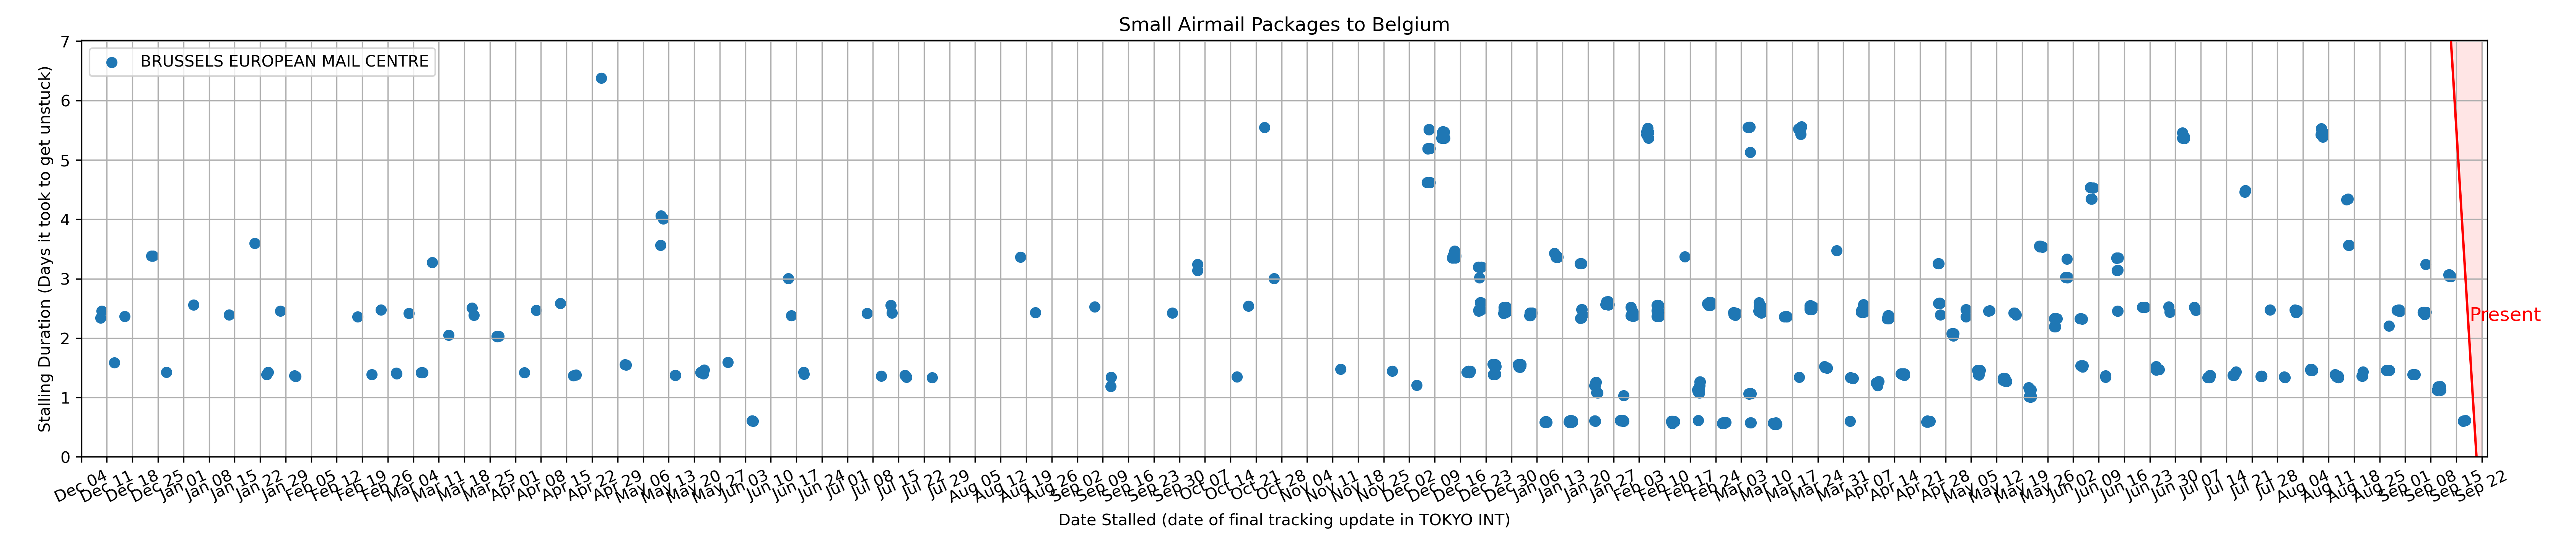 Small Airmail Packages to Belgium
BRUSSELS EUROPEAN MAIL CENTRE
Stalling Duration (Days it took to get unstuck)
7
6
5
4
3
2
1
0
Present
Dec 04 Dec 11 Dec 18 Dec 25 Jan 01 Jan 08 Jan 15 Jan 22 Jan 29 Feb 05 Feb 12 Feb 19 Feb 26 Mar 04 Mar 11 Mar 18 Mar 25 Apr 01 Apr 08 Apr 15 Apr 22 Apr 29 May 06 May 13 May 20 May 27 Jun 03 Jun 10 Jun 17 Jun 24 Jul 01 Jul 08 Jul 15 Jul 22 Jul 29 Aug 05 Aug 12 Aug 19 Aug 26 Sep 02 Sep 09 Sep 16 Sep 23 Sep 30 Oct 07 Oct 14 Oct 21 Oct 28 Nov 04 Nov 11 Nov 18 Nov 25 Dec 02 Dec 09 Dec 16 Dec 23 Dec 30 Jan 06 Jan 13 Jan 20 Jan 27 Feb 03 Feb 10 Feb 17 Feb 24 Mar 03 Mar 10 Mar 17 Mar 24 Mar 31 Apr 07 Apr 14 Apr 21 Apr 28 May 05 May 12 May 19 May 26 Jun 02 Jun 09 Jun 16 Jun 23 Jun 30 Jul 07 Jul 14 Jul 21 Jul 28 Aug 04 Aug 11 Aug 18 Aug 25 Sep 01 Sep 08 Sep 15 Sep 22
Date Stalled (date of final tracking update in TOKYO INT)